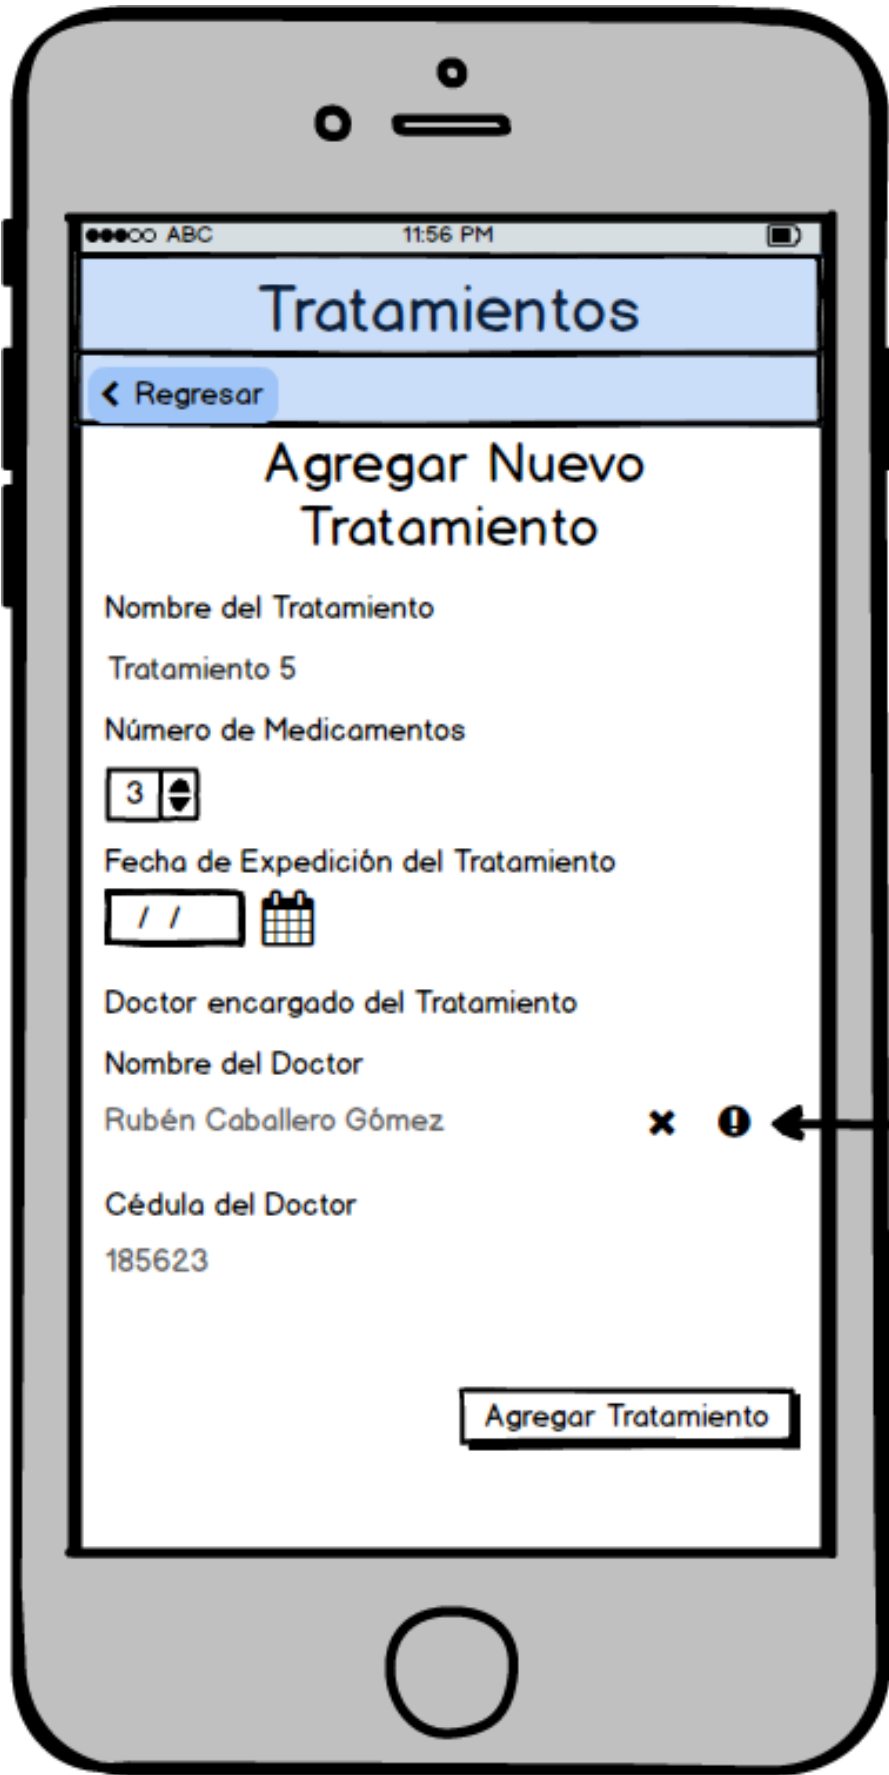 ABC 11:56 PM
Tratamientos
Regresar
Agregar Nuevo
Tratamiento
Nombre del Tratamiento
Tratamiento 5
Número de Medicamentos
3
Fecha de Expedición del Tratamiento
/ /
Doctor encargado del Tratamiento
Nombre del Doctor
Rubén Caballero Gómez
Cédula del Doctor
185623
Agregar Tratamiento